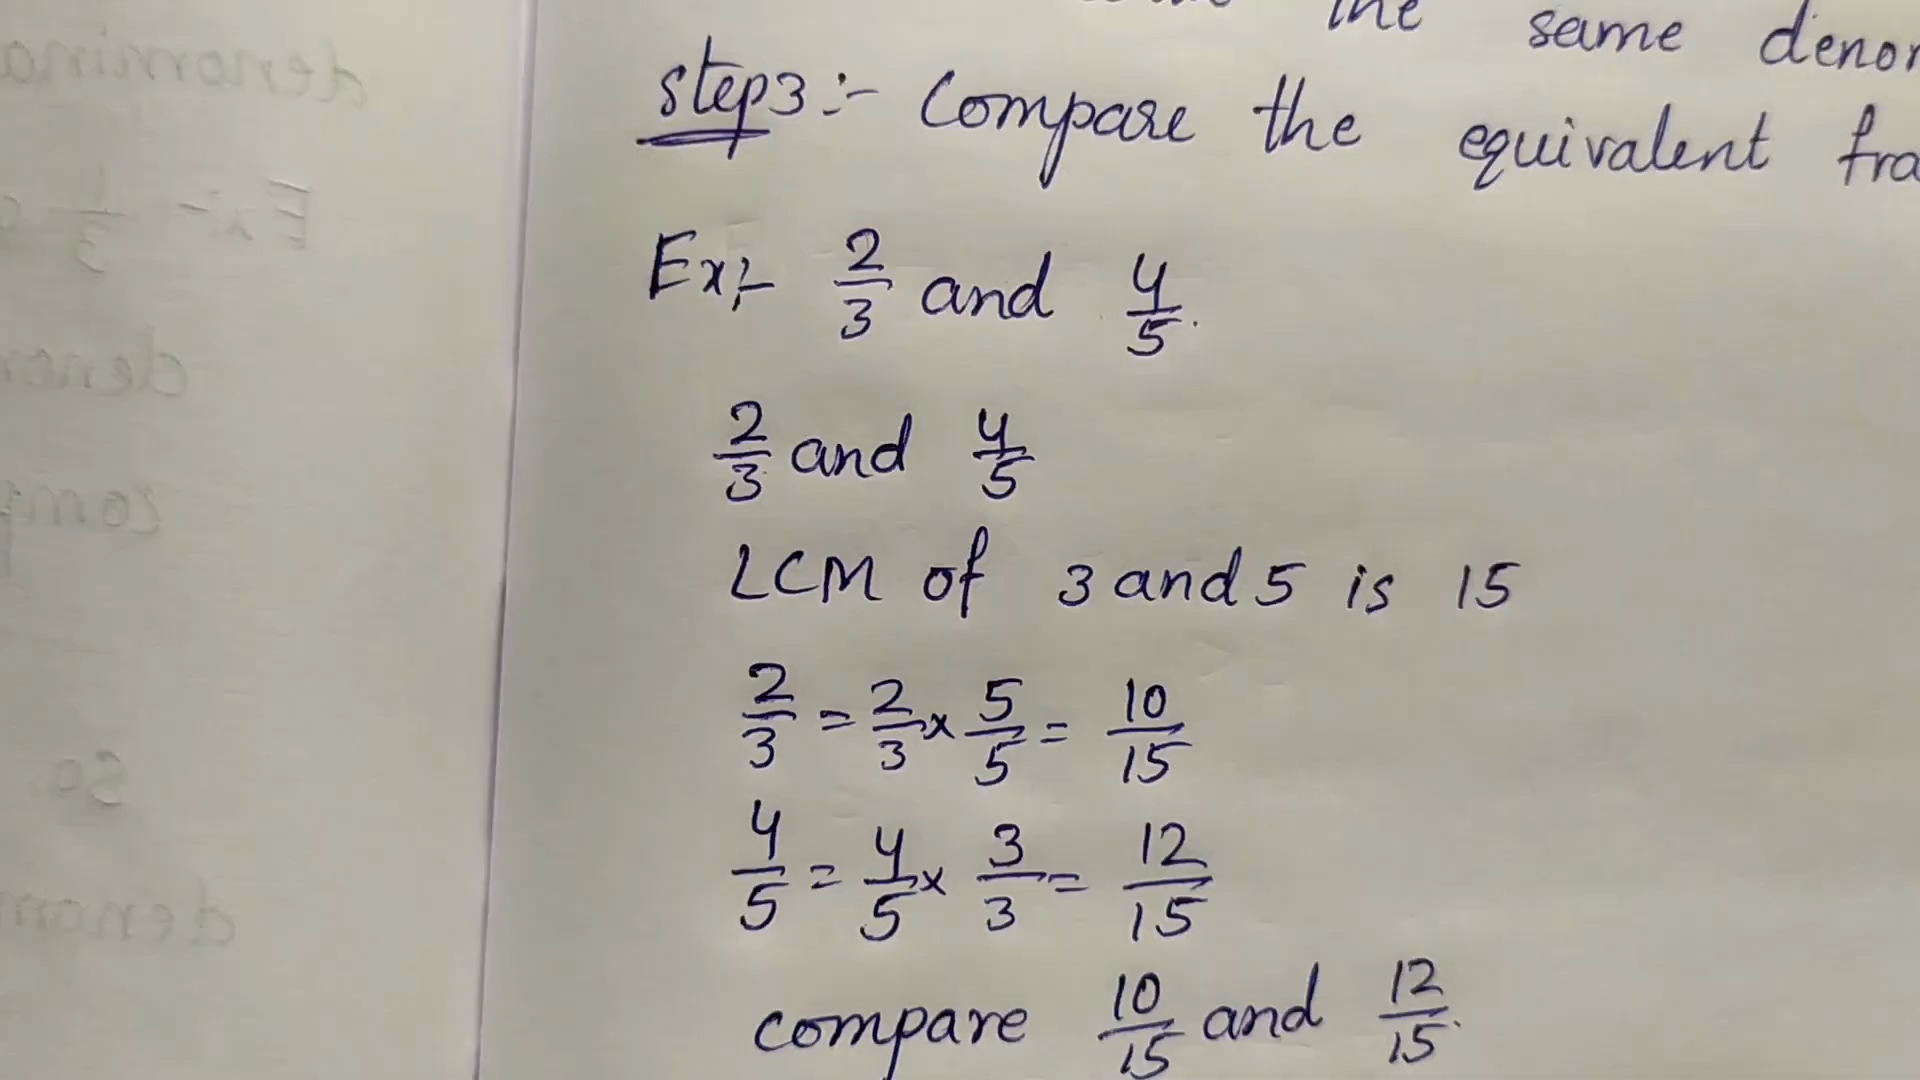 the same
step3:- Compare the equivalent
Ex:- 2/3 and 4/5.
2/3 and 4/5
LCM of 3 and 5 is 15
2/3 = 2/3 x 5/5 = 10/15
4/5 = 4/5 x 3/3 = 12/15
compare 10/15 and 12/15.